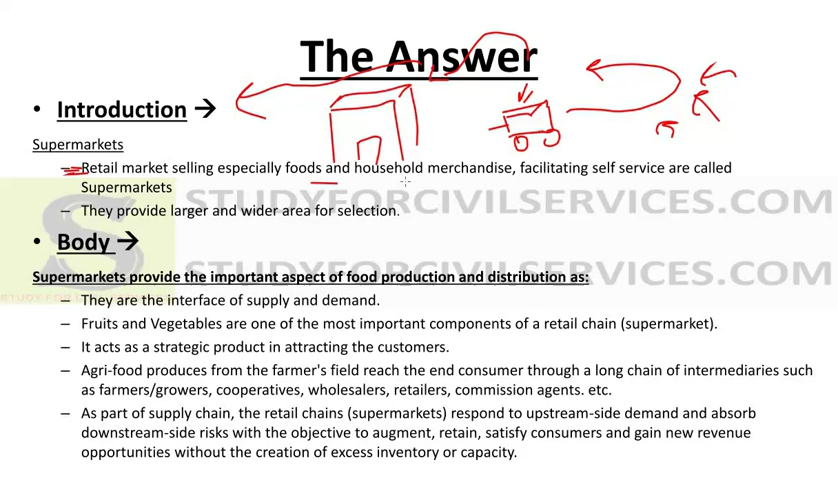 The Answer
• Introduction →
Supermarkets
– Retail market selling especially foods and household merchandise, facilitating self service are called
Supermarkets
– They provide larger and wider area for selection.
STUDYFORCIVILSERVICES.COM
• Body →
Supermarkets provide the important aspect of food production and distribution as:
STUDYFORCIVILSERVICES.COM
– They are the interface of supply and demand.
– Fruits and Vegetables are one of the most important components of a retail chain (supermarket).
– It acts as a strategic product in attracting the customers.
– Agri-food produces from the farmer's field reach the end consumer through a long chain of intermediaries such
as farmers/growers, cooperatives, wholesalers, retailers, commission agents. etc.
– As part of supply chain, the retail chains (supermarkets) respond to upstream-side demand and absorb
downstream-side risks with the objective to augment, retain, satisfy consumers and gain new revenue
opportunities without the creation of excess inventory or capacity.